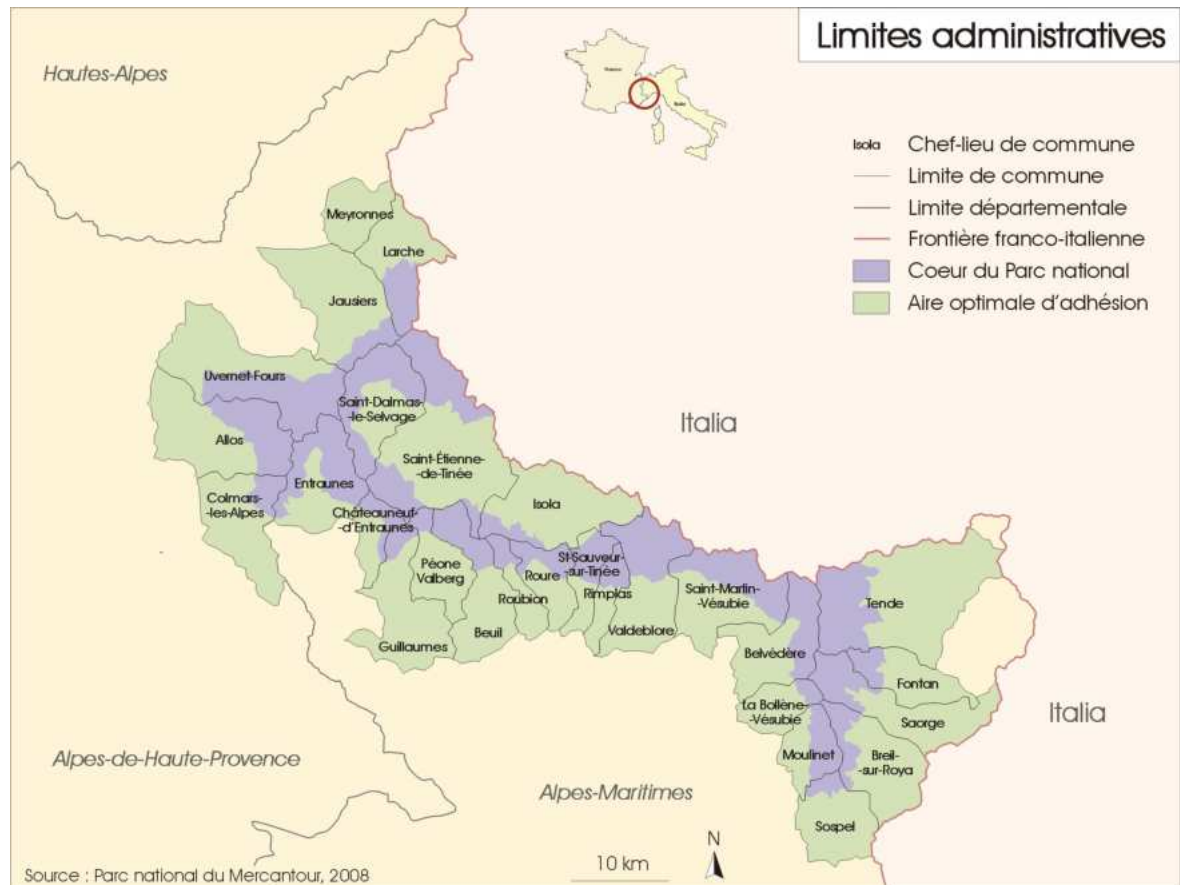 Limites administratives
Hautes-Alpes
Isola Chef-lieu de commune
Limite de commune
Limite départementale
Frontière franco-italienne
Coeur du Parc national
Aire optimale d'adhésion
Meyronnes
Larche
Jausiers
Uvernet-Fours
Saint-Dalmas-
-le-Selvage
Italia
Allos
Saint-Étienne-
-de-Tinée
Entraunes
Isola
Colmars-
-les-Alpes
Châteauneuf-
-d'Entraunes
St-Sauveur-
-sur-Tinée
Péone
Valberg
Roure
Rimplas
Saint-Martin-
-Vésubie
Roubion
Tende
Beuil
Valdeblore
Guillaumes
Belvédère
Fontan
La Bollène-
-Vésubie
Saorge
Italia
Moulinet
Breil-
-sur-Roya
Alpes-de-Haute-Provence
Alpes-Maritimes
Sospel
N
10 km
Source : Parc national du Mercantour, 2008